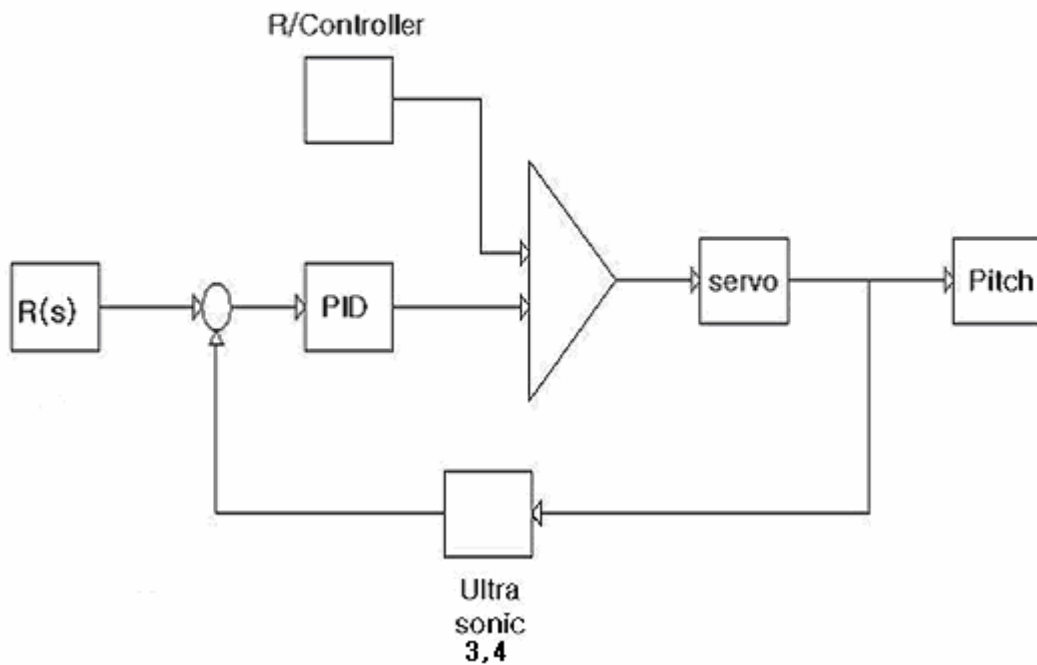 R/Controller
R(s)
PID
servo
Pitch
Ultra
sonic
3,4